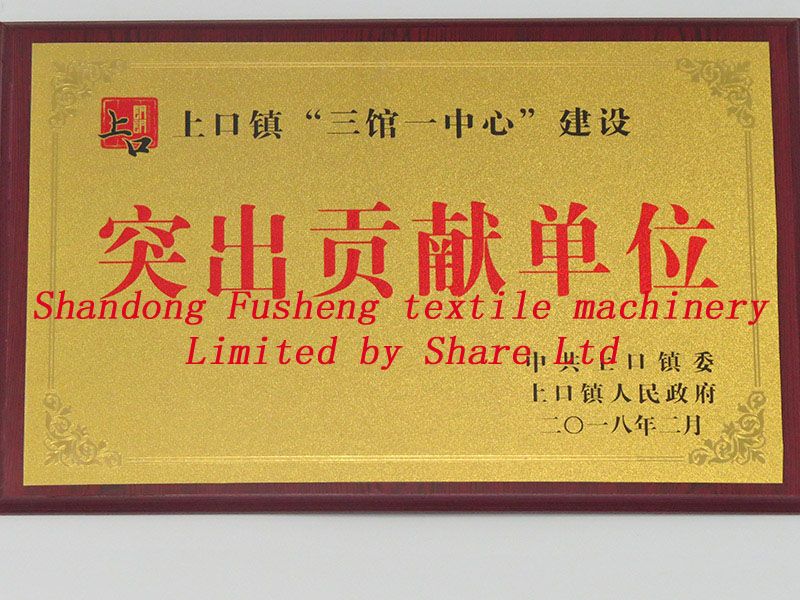 上口 上口镇“三馆一中心”建设
突出贡献单位
Shandong Fusheng textile machinery
Limited by Share Ltd
中共上口镇委
上口镇人民政府
二〇一八年二月